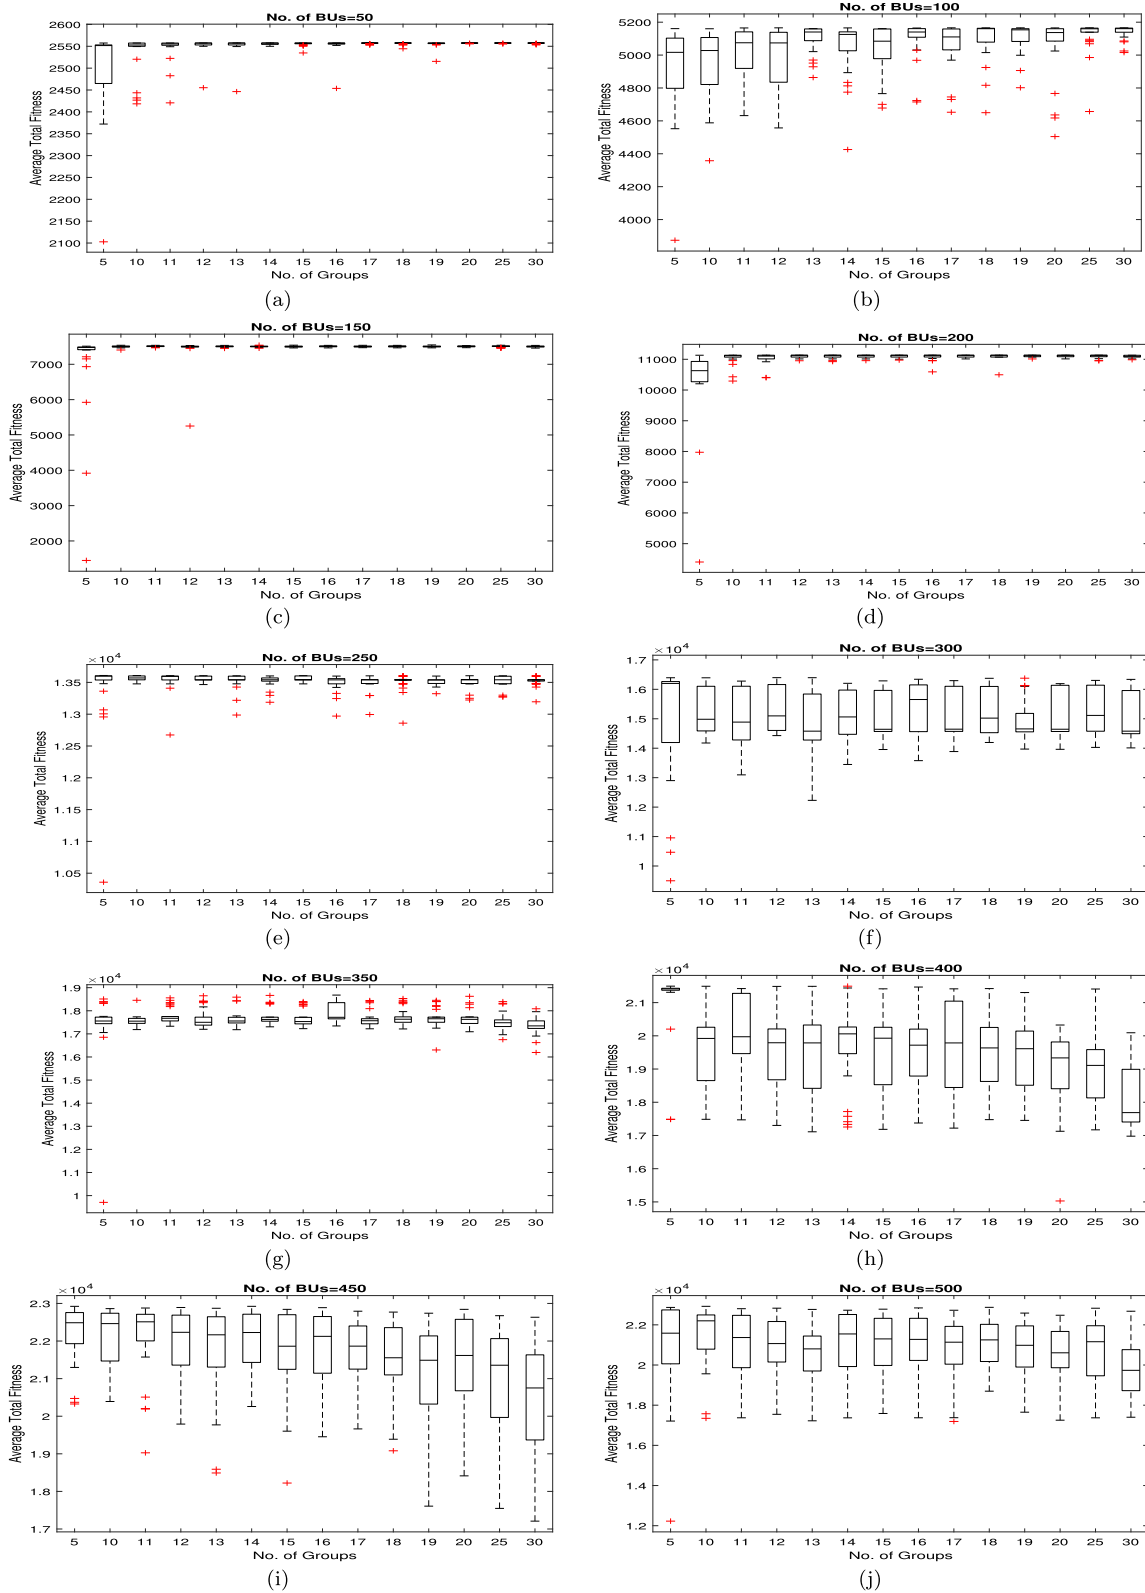 No. of BUs=50
2600
2550
2500
2450
2400
2350
2300
2250
2200
2150
2100
Average Total Fitness
5 10 11 12 13 14 15 16 17 18 19 20 25 30
No. of Groups
(a)
No. of BUs=100
5200
5000
4800
4600
4400
4200
4000
Average Total Fitness
5 10 11 12 13 14 15 16 17 18 19 20 25 30
No. of Groups
(b)
No. of BUs=150
7000
6000
5000
4000
3000
2000
Average Total Fitness
5 10 11 12 13 14 15 16 17 18 19 20 25 30
No. of Groups
(c)
No. of BUs=200
11000
10000
9000
8000
7000
6000
5000
Average Total Fitness
5 10 11 12 13 14 15 16 17 18 19 20 25 30
No. of Groups
(d)
×10⁴
No. of BUs=250
1.35
1.3
1.25
1.2
1.15
1.1
1.05
Average Total Fitness
5 10 11 12 13 14 15 16 17 18 19 20 25 30
No. of Groups
(e)
×10⁴
No. of BUs=300
1.7
1.6
1.5
1.4
1.3
1.2
1.1
1
Average Total Fitness
5 10 11 12 13 14 15 16 17 18 19 20 25 30
No. of Groups
(f)
×10⁴
No. of BUs=350
1.9
1.8
1.7
1.6
1.5
1.4
1.3
1.2
1.1
1
Average Total Fitness
5 10 11 12 13 14 15 16 17 18 19 20 25 30
No. of Groups
(g)
×10⁴
No. of BUs=400
2.1
2
1.9
1.8
1.7
1.6
1.5
Average Total Fitness
5 10 11 12 13 14 15 16 17 18 19 20 25 30
No. of Groups
(h)
×10⁴
No. of BUs=450
2.3
2.2
2.1
2
1.9
1.8
1.7
Average Total Fitness
5 10 11 12 13 14 15 16 17 18 19 20 25 30
No. of Groups
(i)
×10⁴
No. of BUs=500
2.2
2
1.8
1.6
1.4
1.2
Average Total Fitness
5 10 11 12 13 14 15 16 17 18 19 20 25 30
No. of Groups
(j)